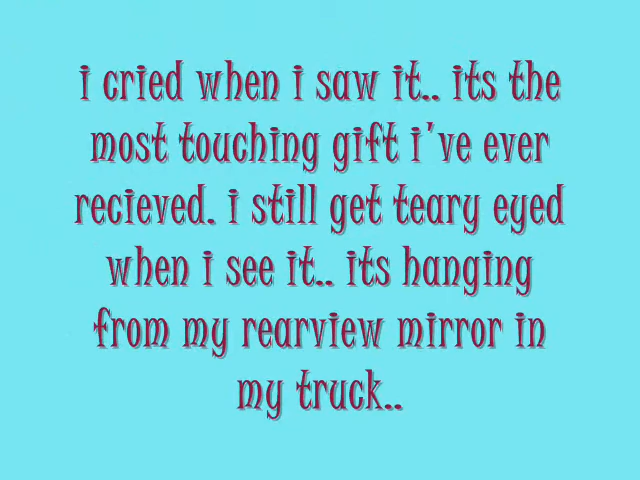 i cried when i saw it.. its the
most touching gift i've ever
recieved. i still get teary eyed
when i see it.. its hanging
from my rearview mirror in
my truck..